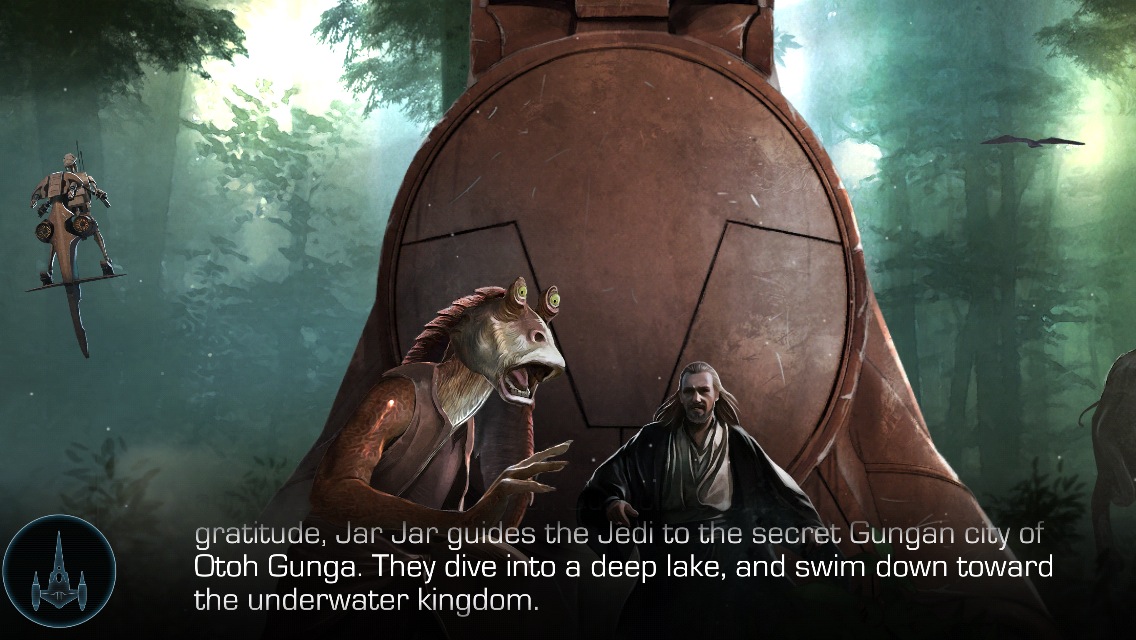 gratitude, Jar Jar guides the Jedi to the secret Gungan city of
Otoh Gunga. They dive into a deep lake, and swim down toward
the underwater kingdom.